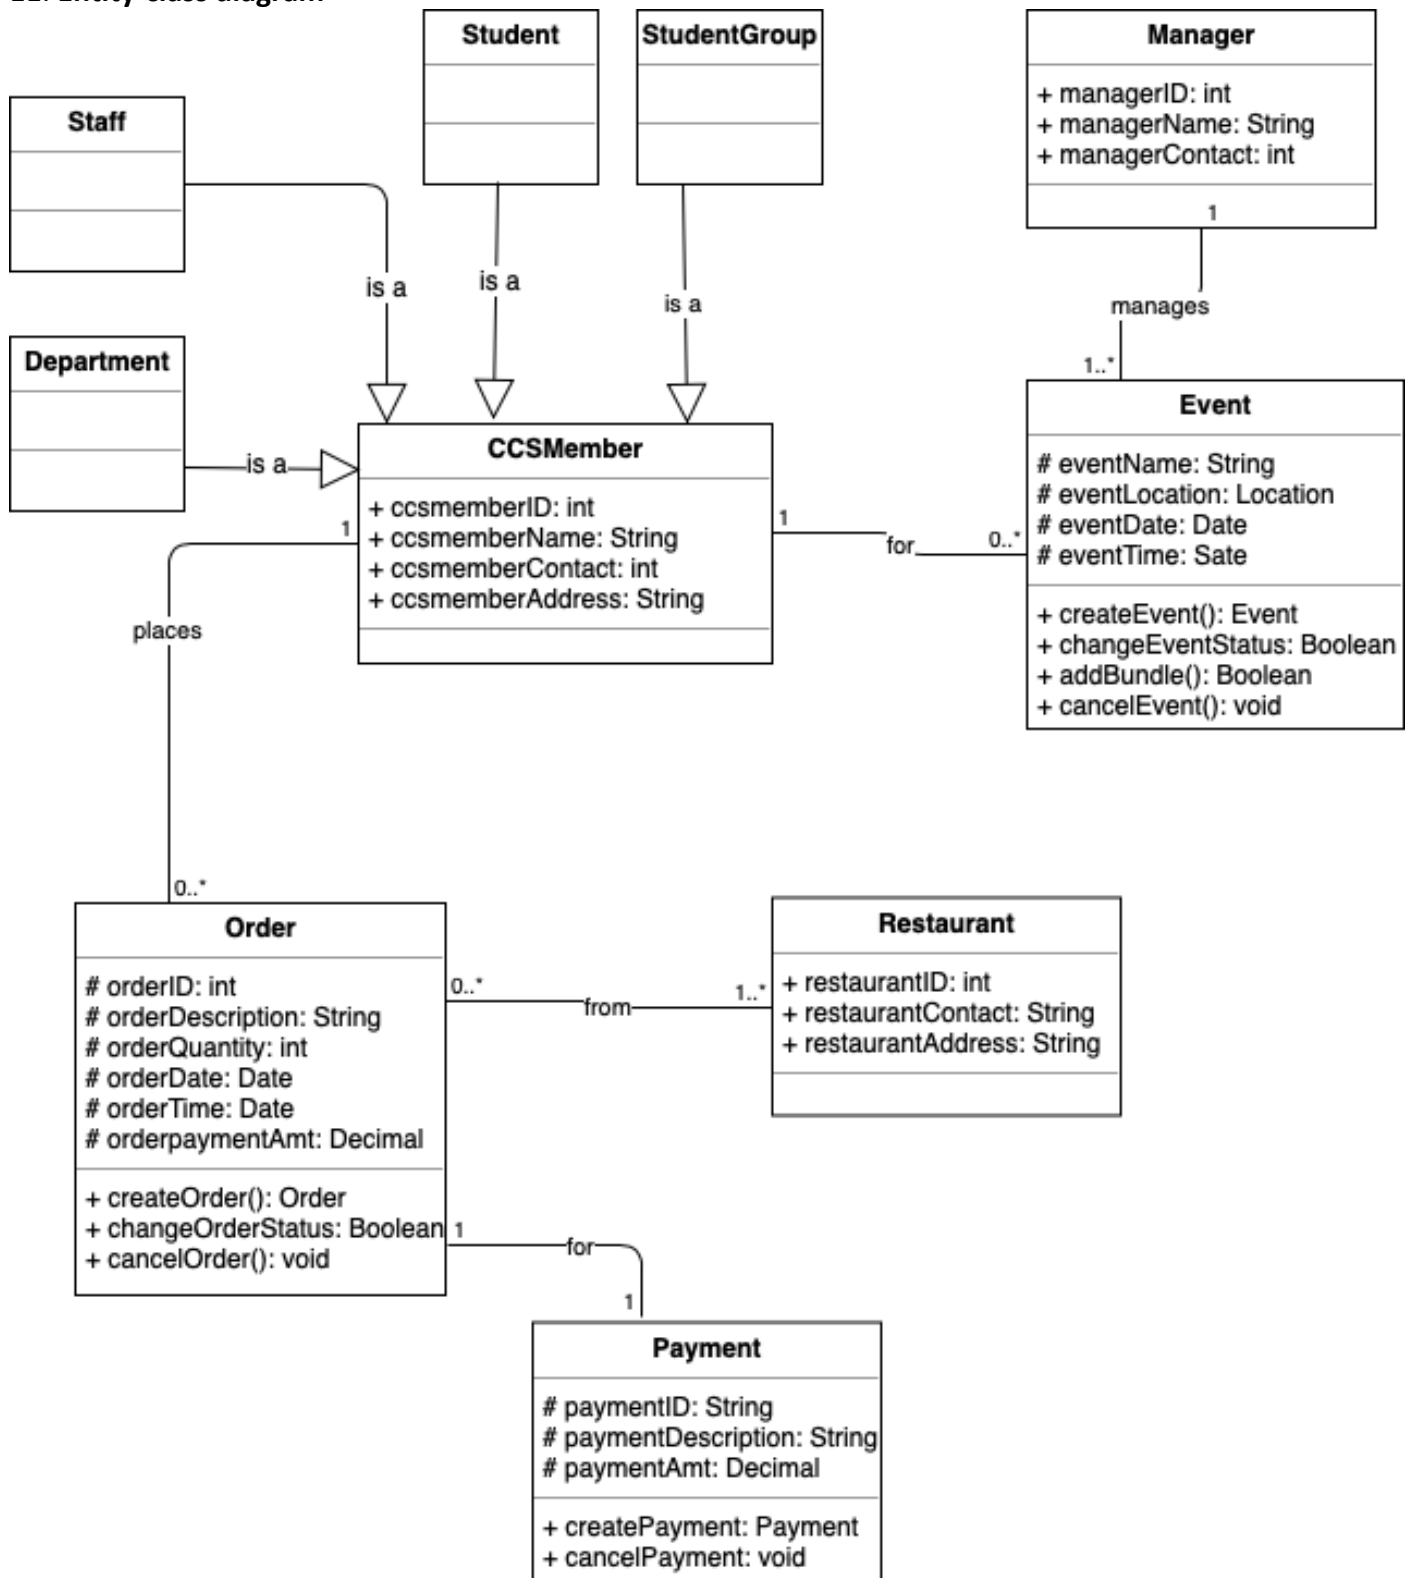 11. Entity-class diagram
Student
StudentGroup
Manager
+ managerID: int
+ managerName: String
+ managerContact: int
1
Staff
is a
is a
is a
manages
1..*
Department
is a
CCSMember
+ ccsmemberID: int
+ ccsmemberName: String
+ ccsmemberContact: int
+ ccsmemberAddress: String
1
1
for
0..*
Event
# eventName: String
# eventLocation: Location
# eventDate: Date
# eventTime: Sate
+ createEvent(): Event
+ changeEventStatus: Boolean
+ addBundle(): Boolean
+ cancelEvent(): void
places
0..*
Order
# orderID: int
# orderDescription: String
# orderQuantity: int
# orderDate: Date
# orderTime: Date
# orderpaymentAmt: Decimal
+ createOrder(): Order
+ changeOrderStatus: Boolean
+ cancelOrder(): void
0..*
from
1..*
Restaurant
+ restaurantID: int
+ restaurantContact: String
+ restaurantAddress: String
1
for
1
Payment
# paymentID: String
# paymentDescription: String
# paymentAmt: Decimal
+ createPayment: Payment
+ cancelPayment: void